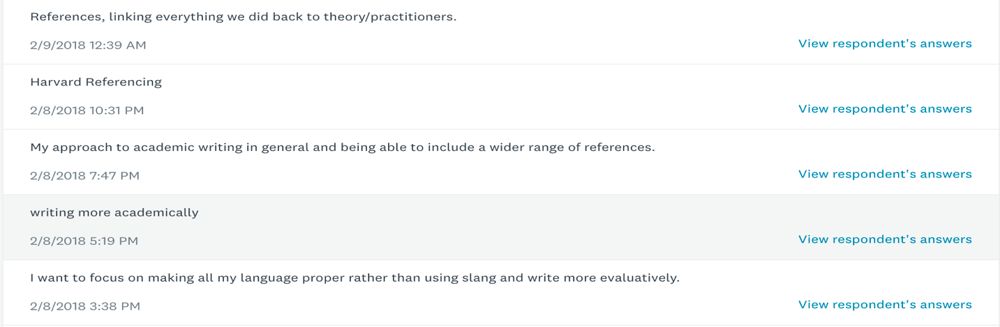 References, linking everything we did back to theory/practitioners.
2/9/2018 12:39 AM
View respondent's answers
Harvard Referencing
2/8/2018 10:31 PM
View respondent's answers
My approach to academic writing in general and being able to include a wider range of references.
2/8/2018 7:47 PM
View respondent's answers
writing more academically
2/8/2018 5:19 PM
View respondent's answers
I want to focus on making all my language proper rather than using slang and write more evaluatively.
2/8/2018 3:38 PM
View respondent's answers